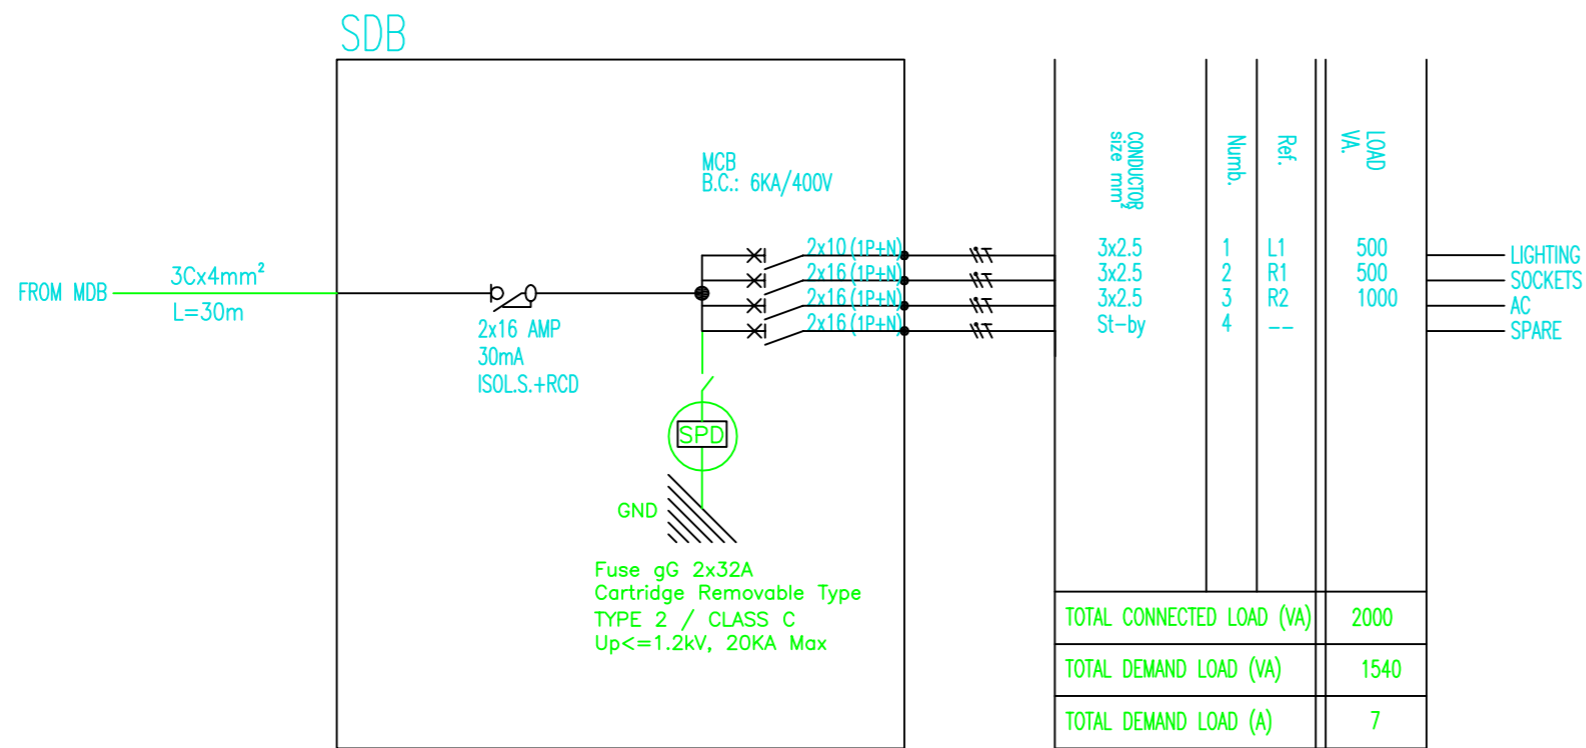 SDB
MCB
B.C.: 6KA/400V
CONDUCTOR
size mm²
Numb.
Ref.
LOAD
VA.
2x10(1P+N) 3x2.5 1 L1 500 LIGHTING
2x16(1P+N) 3x2.5 2 R1 500 SOCKETS
2x16(1P+N) 3x2.5 3 R2 1000 AC
2x16(1P+N) St-by 4 -- SPARE
FROM MDB
3Cx4mm²
L=30m
2x16 AMP
30mA
ISOL.S.+RCD
SPD
GND
Fuse gG 2x32A
Cartridge Removable Type
TYPE 2 / CLASS C
Up<=1.2kV, 20KA Max
TOTAL CONNECTED LOAD (VA) 2000
TOTAL DEMAND LOAD (VA) 1540
TOTAL DEMAND LOAD (A) 7